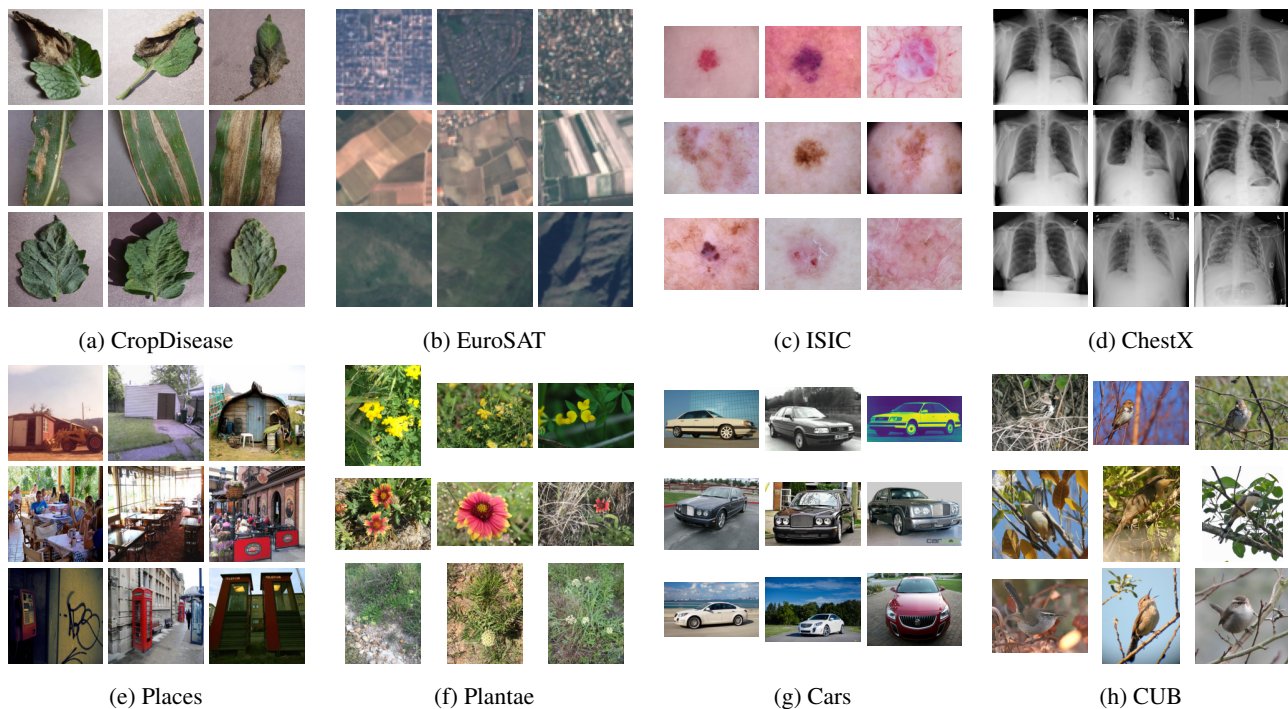 (a) CropDisease
(b) EuroSAT
(c) ISIC
(d) ChestX
(e) Places
(f) Plantae
(g) Cars
(h) CUB